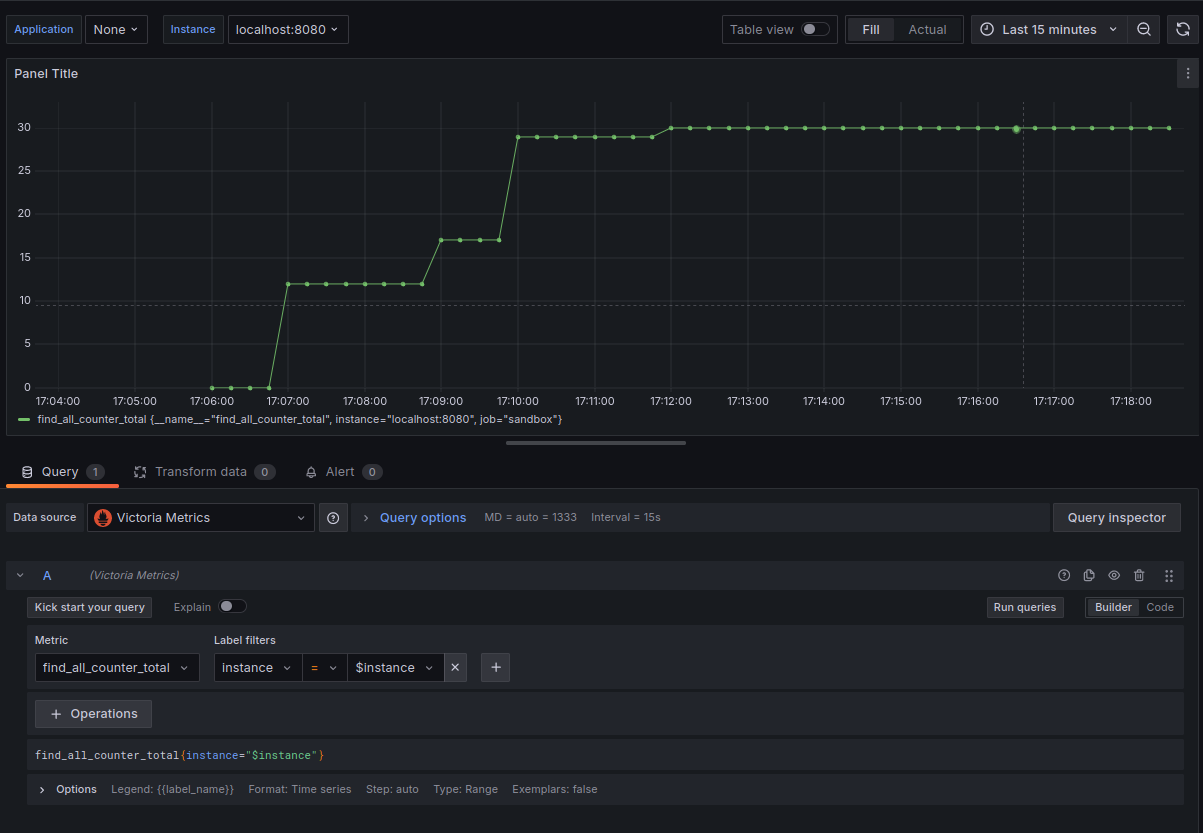 Application None Instance localhost:8080 Table view Fill Actual Last 15 minutes
Panel Title
30
25
20
15
10
5
0
17:04:00 17:05:00 17:06:00 17:07:00 17:08:00 17:09:00 17:10:00 17:11:00 17:12:00 17:13:00 17:14:00 17:15:00 17:16:00 17:17:00 17:18:00
find_all_counter_total {__name__="find_all_counter_total", instance="localhost:8080", job="sandbox"}
Query 1 Transform data 0 Alert 0
Data source Victoria Metrics Query options MD = auto = 1333 Interval = 15s Query inspector
A (Victoria Metrics)
Kick start your query Explain Run queries Builder Code
Metric Label filters
find_all_counter_total instance = $instance
+ Operations
find_all_counter_total{instance="$instance"}
Options Legend: {{label_name}} Format: Time series Step: auto Type: Range Exemplars: false